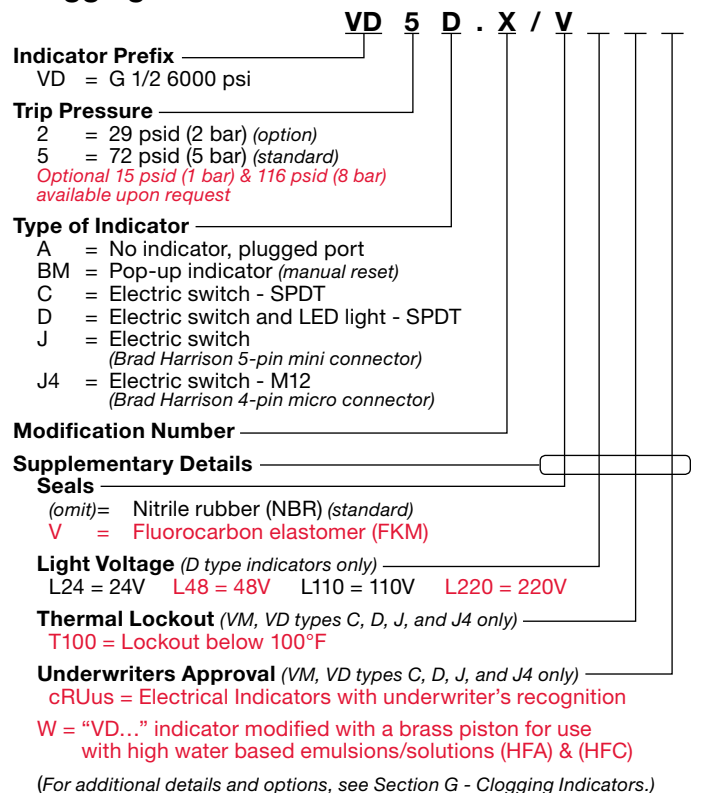 VD 5 D . X / V _ _ _
Indicator Prefix
VD = G 1/2 6000 psi
Trip Pressure
2 = 29 psid (2 bar) (option)
5 = 72 psid (5 bar) (standard)
Optional 15 psid (1 bar) & 116 psid (8 bar)
available upon request
Type of Indicator
A = No indicator, plugged port
BM = Pop-up indicator (manual reset)
C = Electric switch - SPDT
D = Electric switch and LED light - SPDT
J = Electric switch
(Brad Harrison 5-pin mini connector)
J4 = Electric switch - M12
(Brad Harrison 4-pin micro connector)
Modification Number
Supplementary Details
Seals
(omit)= Nitrile rubber (NBR) (standard)
V = Fluorocarbon elastomer (FKM)
Light Voltage (D type indicators only)
L24 = 24V L48 = 48V L110 = 110V L220 = 220V
Thermal Lockout (VM, VD types C, D, J, and J4 only)
T100 = Lockout below 100°F
Underwriters Approval (VM, VD types C, D, J, and J4 only)
cRUus = Electrical Indicators with underwriter's recognition
W = “VD…” indicator modified with a brass piston for use
with high water based emulsions/solutions (HFA) & (HFC)
(For additional details and options, see Section G - Clogging Indicators.)